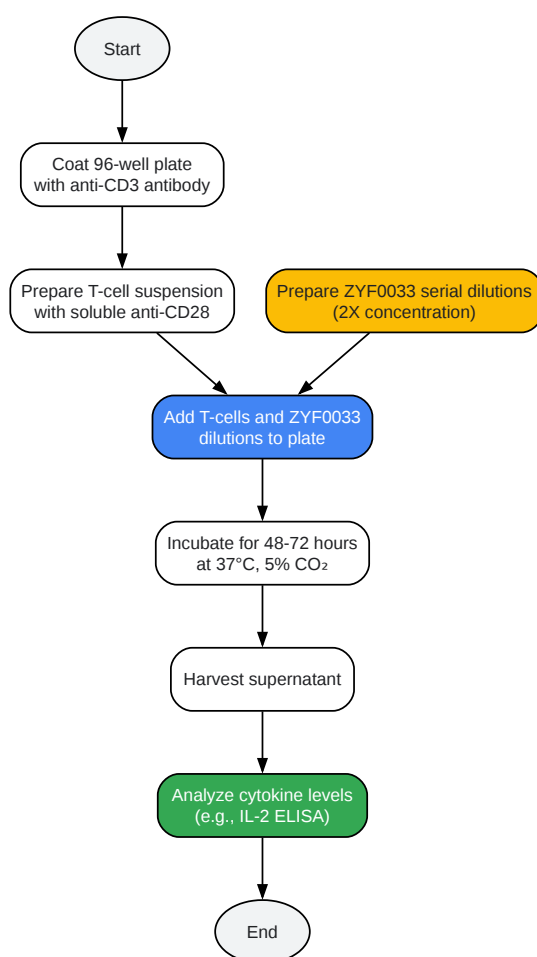 Start
Coat 96-well plate
with anti-CD3 antibody
Prepare T-cell suspension
with soluble anti-CD28
Prepare ZYF0033 serial dilutions
(2X concentration)
Add T-cells and ZYF0033
dilutions to plate
Incubate for 48-72 hours
at 37°C, 5% CO₂
Harvest supernatant
Analyze cytokine levels
(e.g., IL-2 ELISA)
End